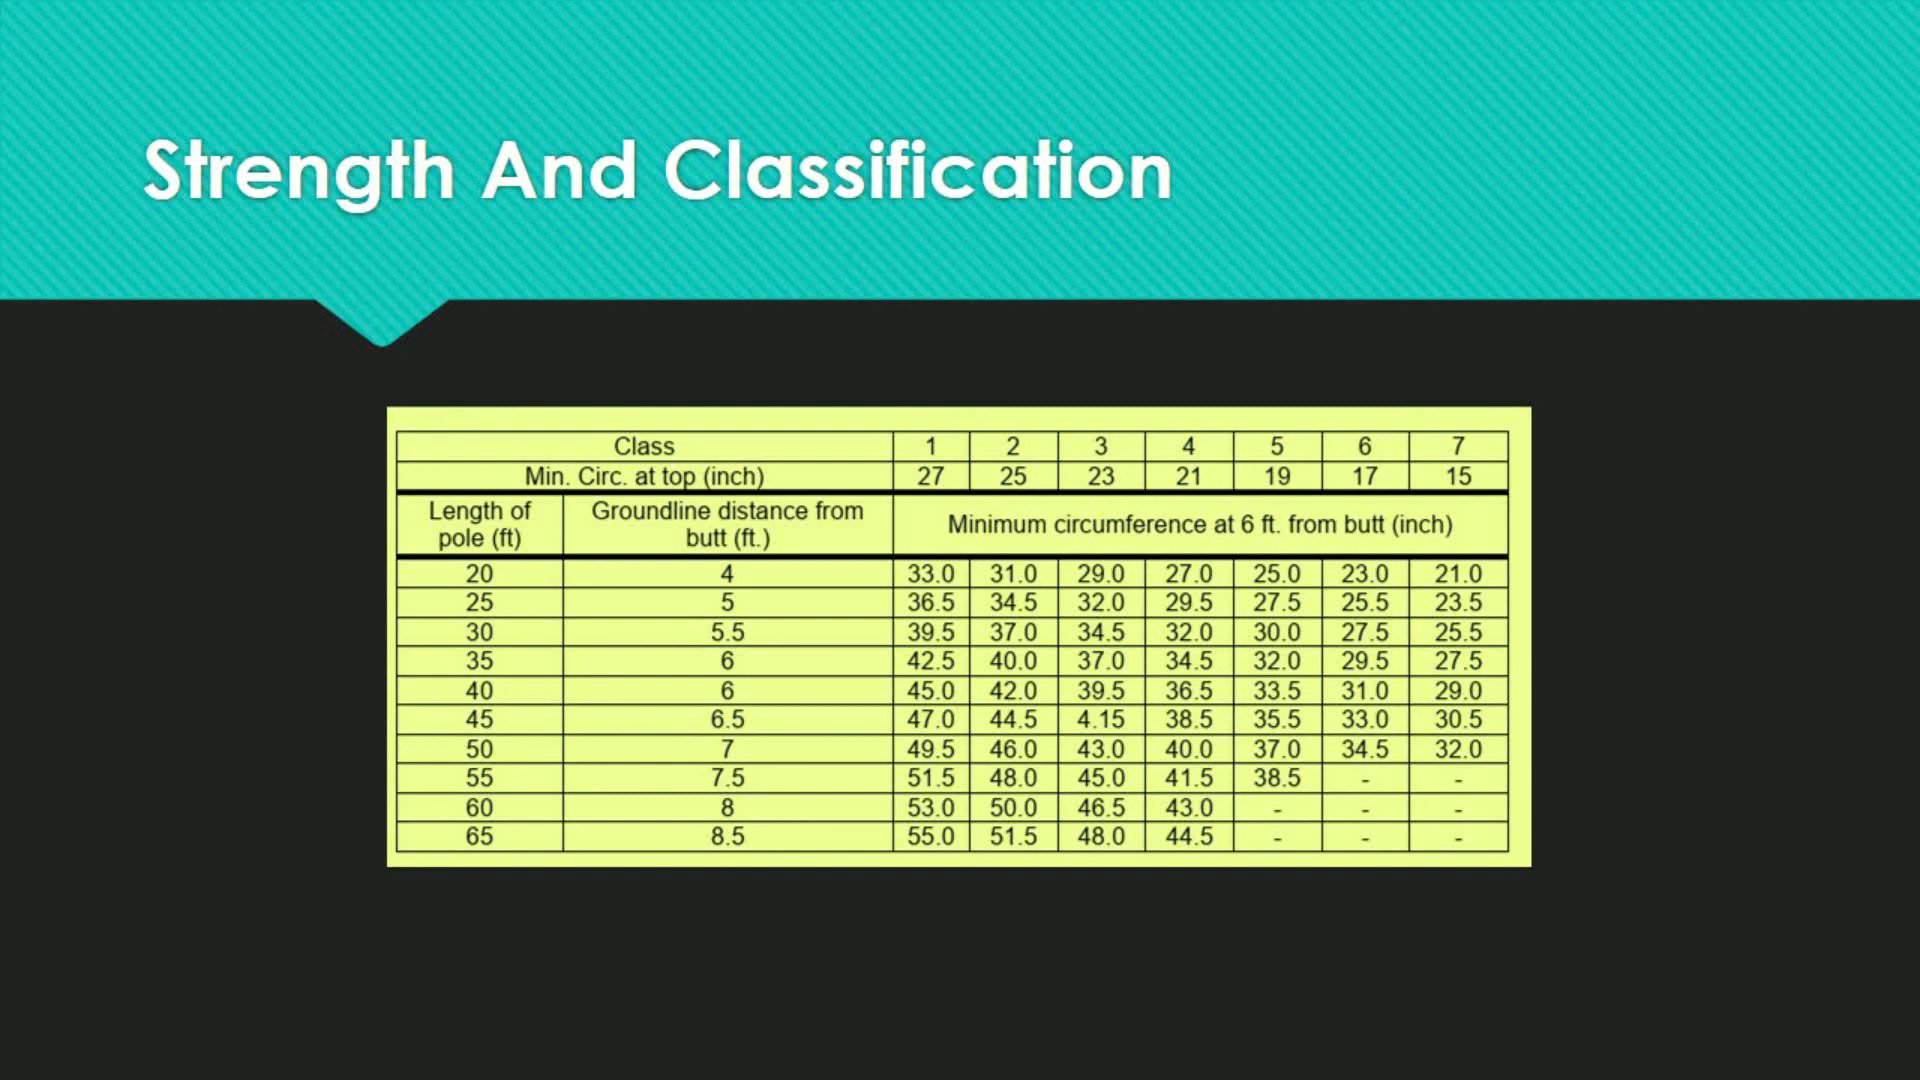 Strength And Classification
Class 1 2 3 4 5 6 7
Min. Circ. at top (inch) 27 25 23 21 19 17 15
Length of pole (ft) Groundline distance from butt (ft.) Minimum circumference at 6 ft. from butt (inch)
20 4 33.0 31.0 29.0 27.0 25.0 23.0 21.0
25 5 36.5 34.5 32.0 29.5 27.5 25.5 23.5
30 5.5 39.5 37.0 34.5 32.0 30.0 27.5 25.5
35 6 42.5 40.0 37.0 34.5 32.0 29.5 27.5
40 6 45.0 42.0 39.5 36.5 33.5 31.0 29.0
45 6.5 47.0 44.5 4.15 38.5 35.5 33.0 30.5
50 7 49.5 46.0 43.0 40.0 37.0 34.5 32.0
55 7.5 51.5 48.0 45.0 41.5 38.5 - -
60 8 53.0 50.0 46.5 43.0 - - -
65 8.5 55.0 51.5 48.0 44.5 - - -